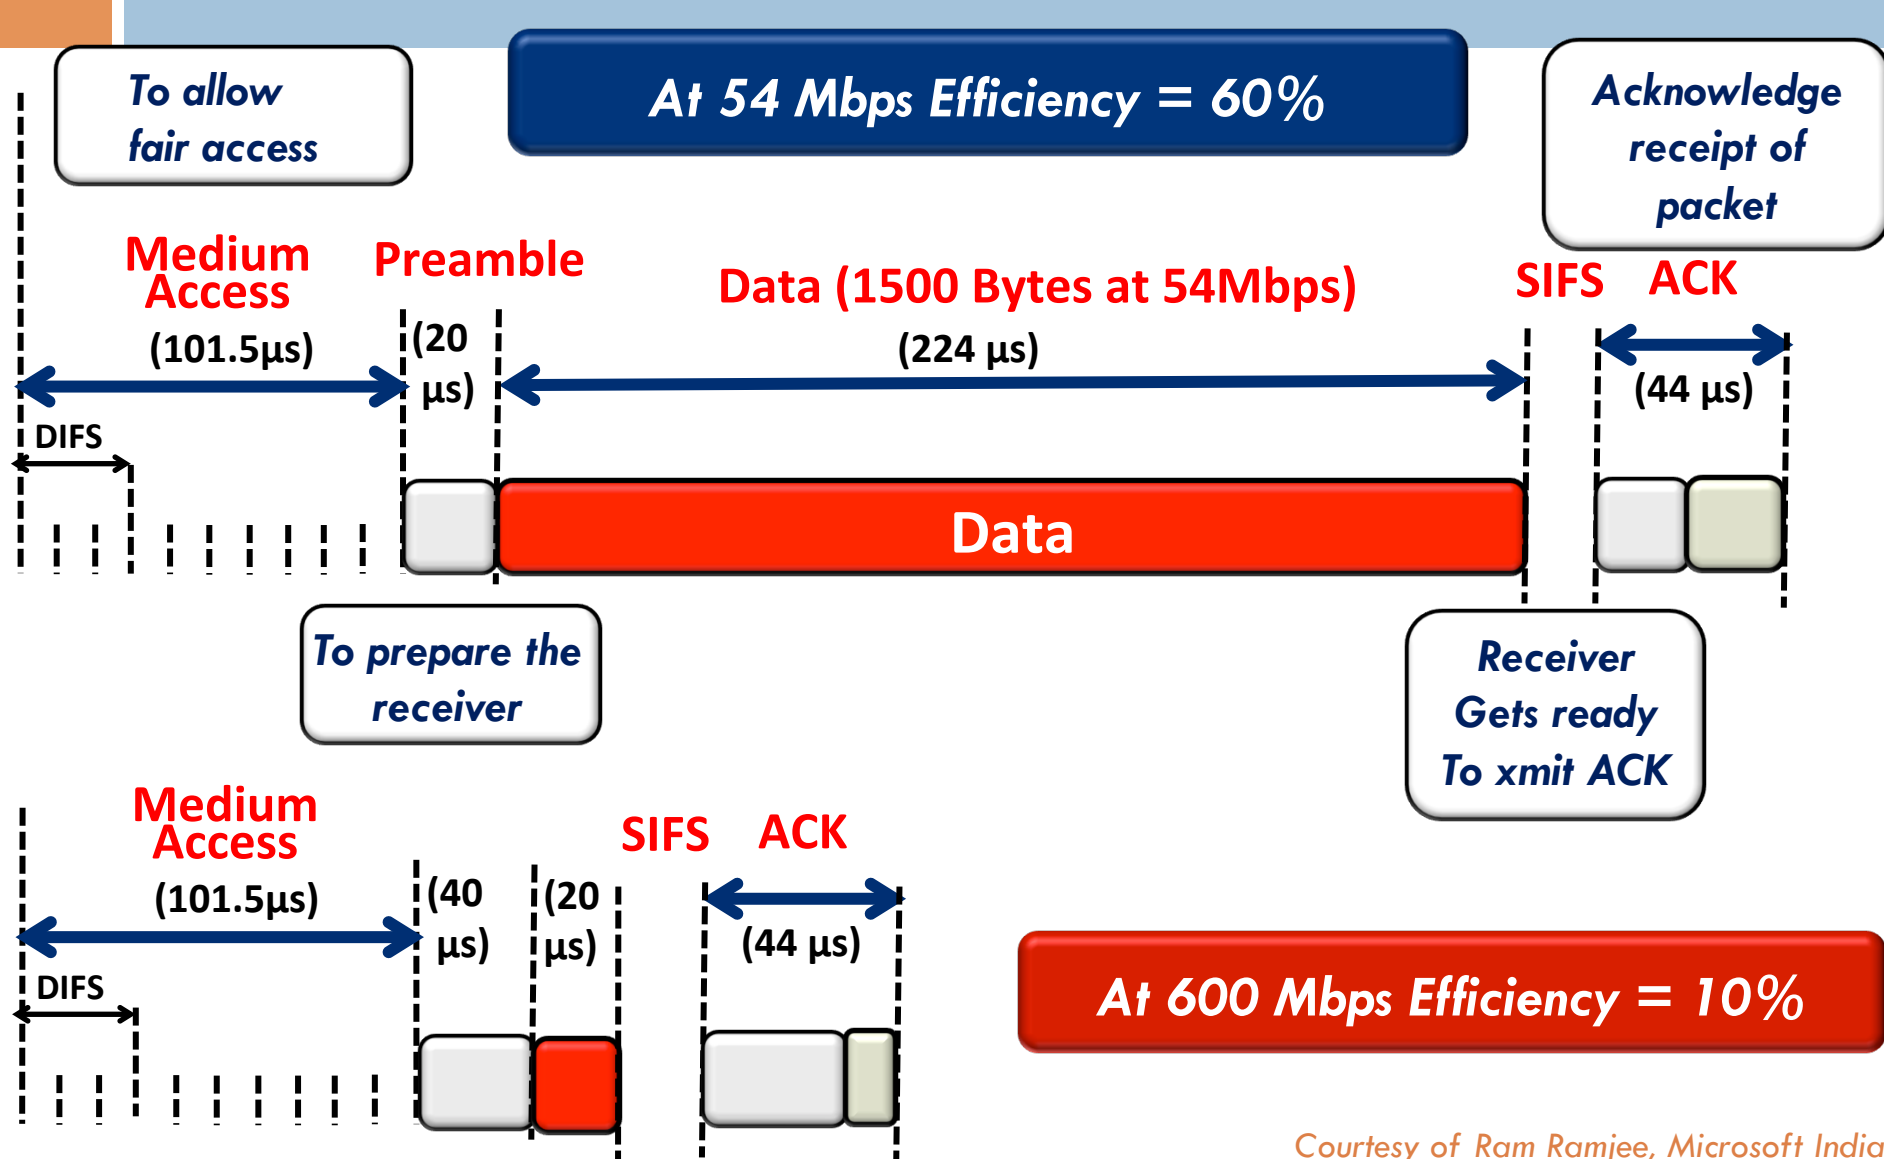 To allow
fair access
At 54 Mbps Efficiency = 60%
Acknowledge
receipt of
packet
Medium
Access
(101.5µs)
Preamble
(20
µs)
Data (1500 Bytes at 54Mbps)
(224 µs)
SIFS
ACK
(44 µs)
DIFS
Data
To prepare the
receiver
Receiver
Gets ready
To xmit ACK
Medium
Access
(101.5µs)
(40
µs)
(20
µs)
SIFS
ACK
(44 µs)
DIFS
At 600 Mbps Efficiency = 10%
Courtesy of Ram Ramjee, Microsoft India